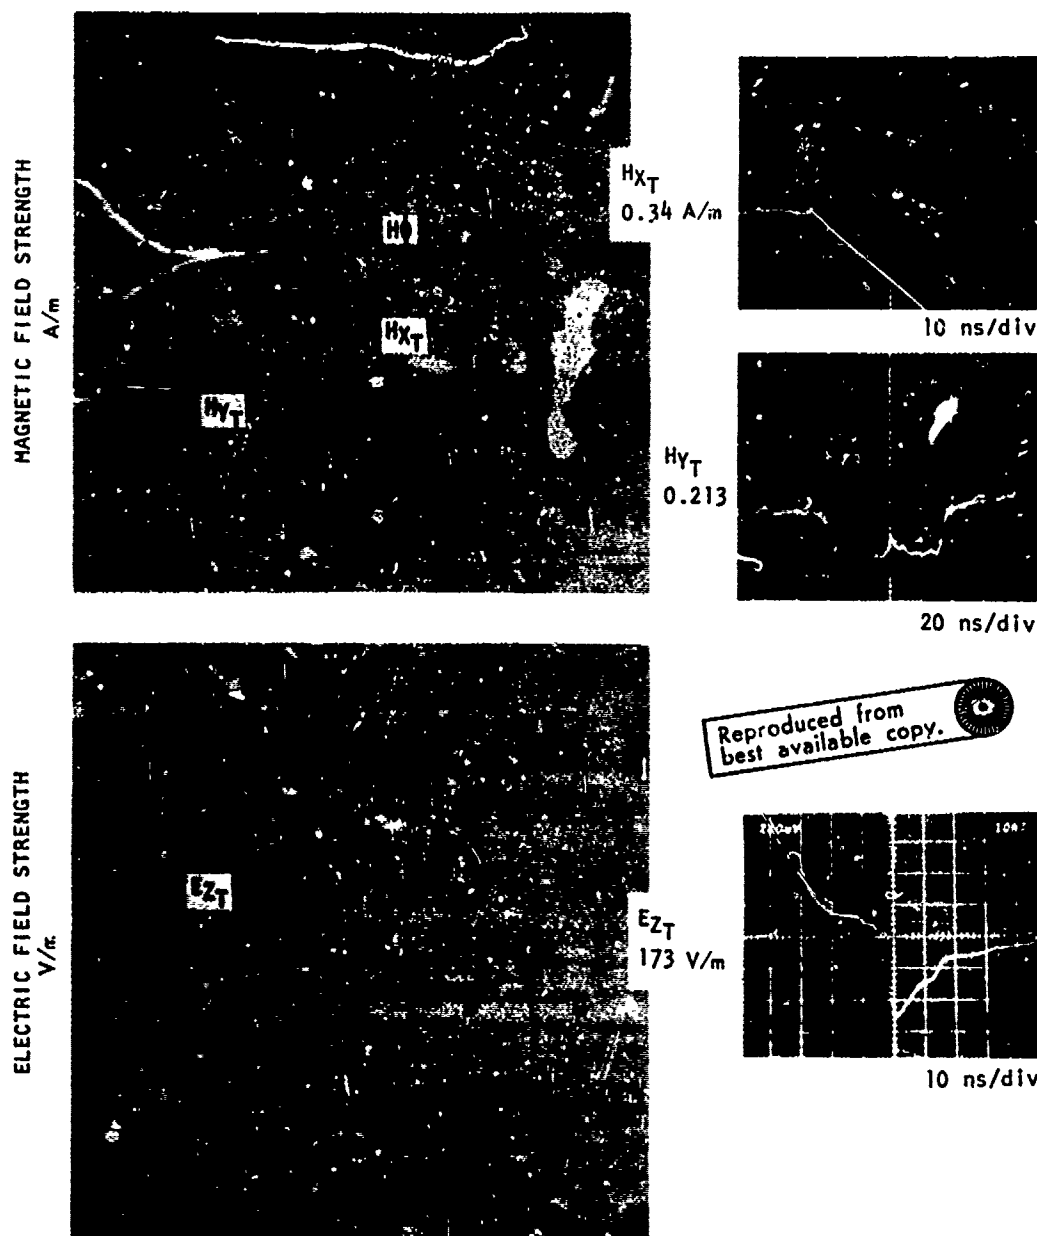 MAGNETIC FIELD STRENGTH
A/m
HΦ
HXT
HYT
HXT
0.34 A/m
10 ns/div
HYT
0.213
20 ns/div
Reproduced from
best available copy.
ELECTRIC FIELD STRENGTH
V/m
EZT
EZT
173 V/m
10 ns/div